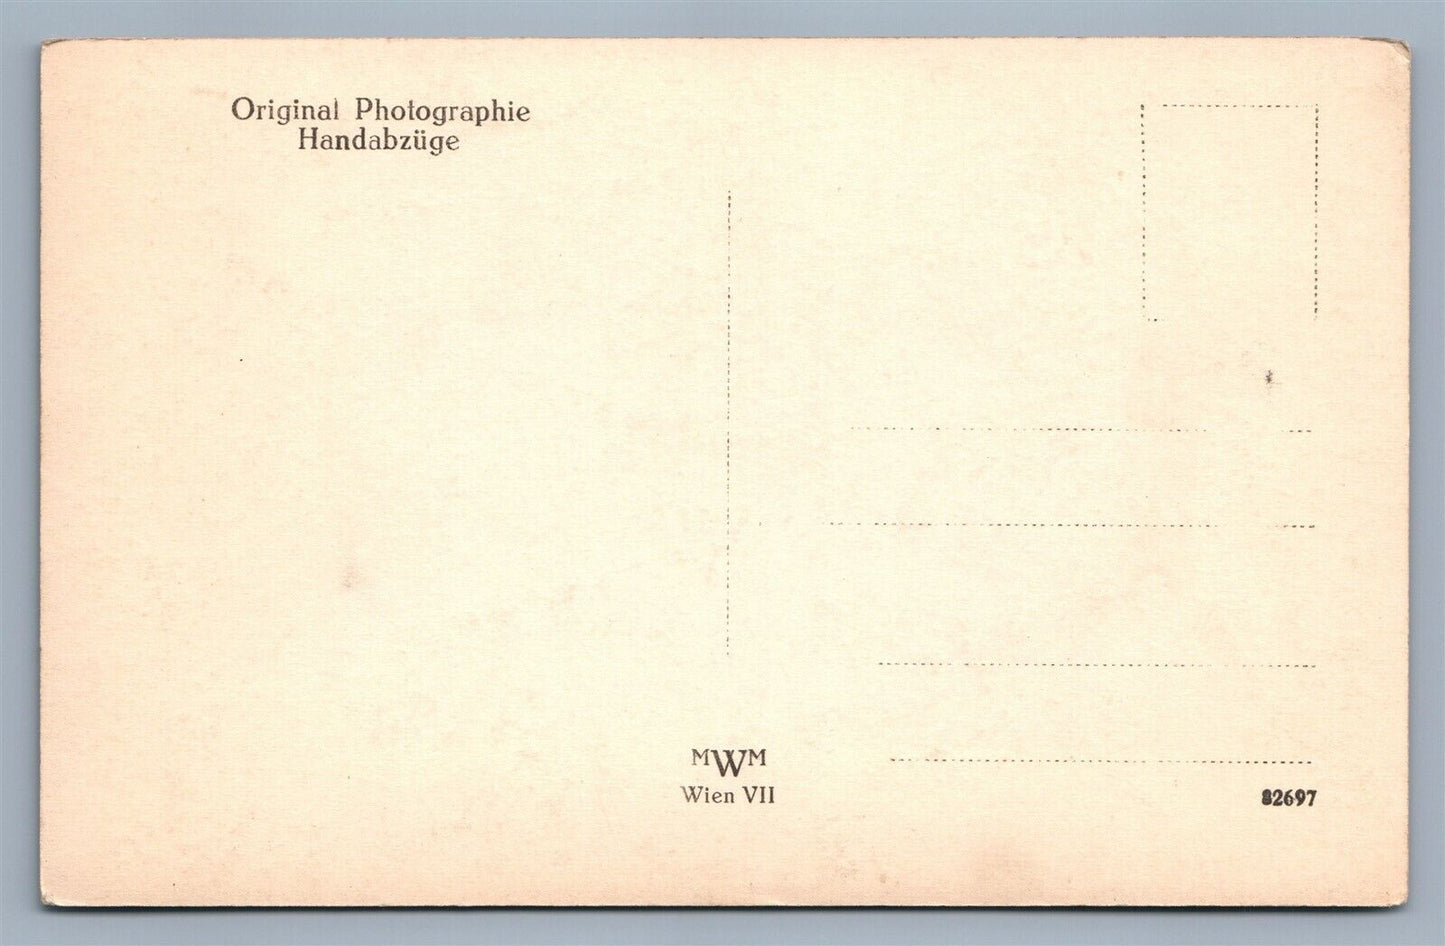 Original Photographie
Handabzüge
MWM
Wien VII
82697